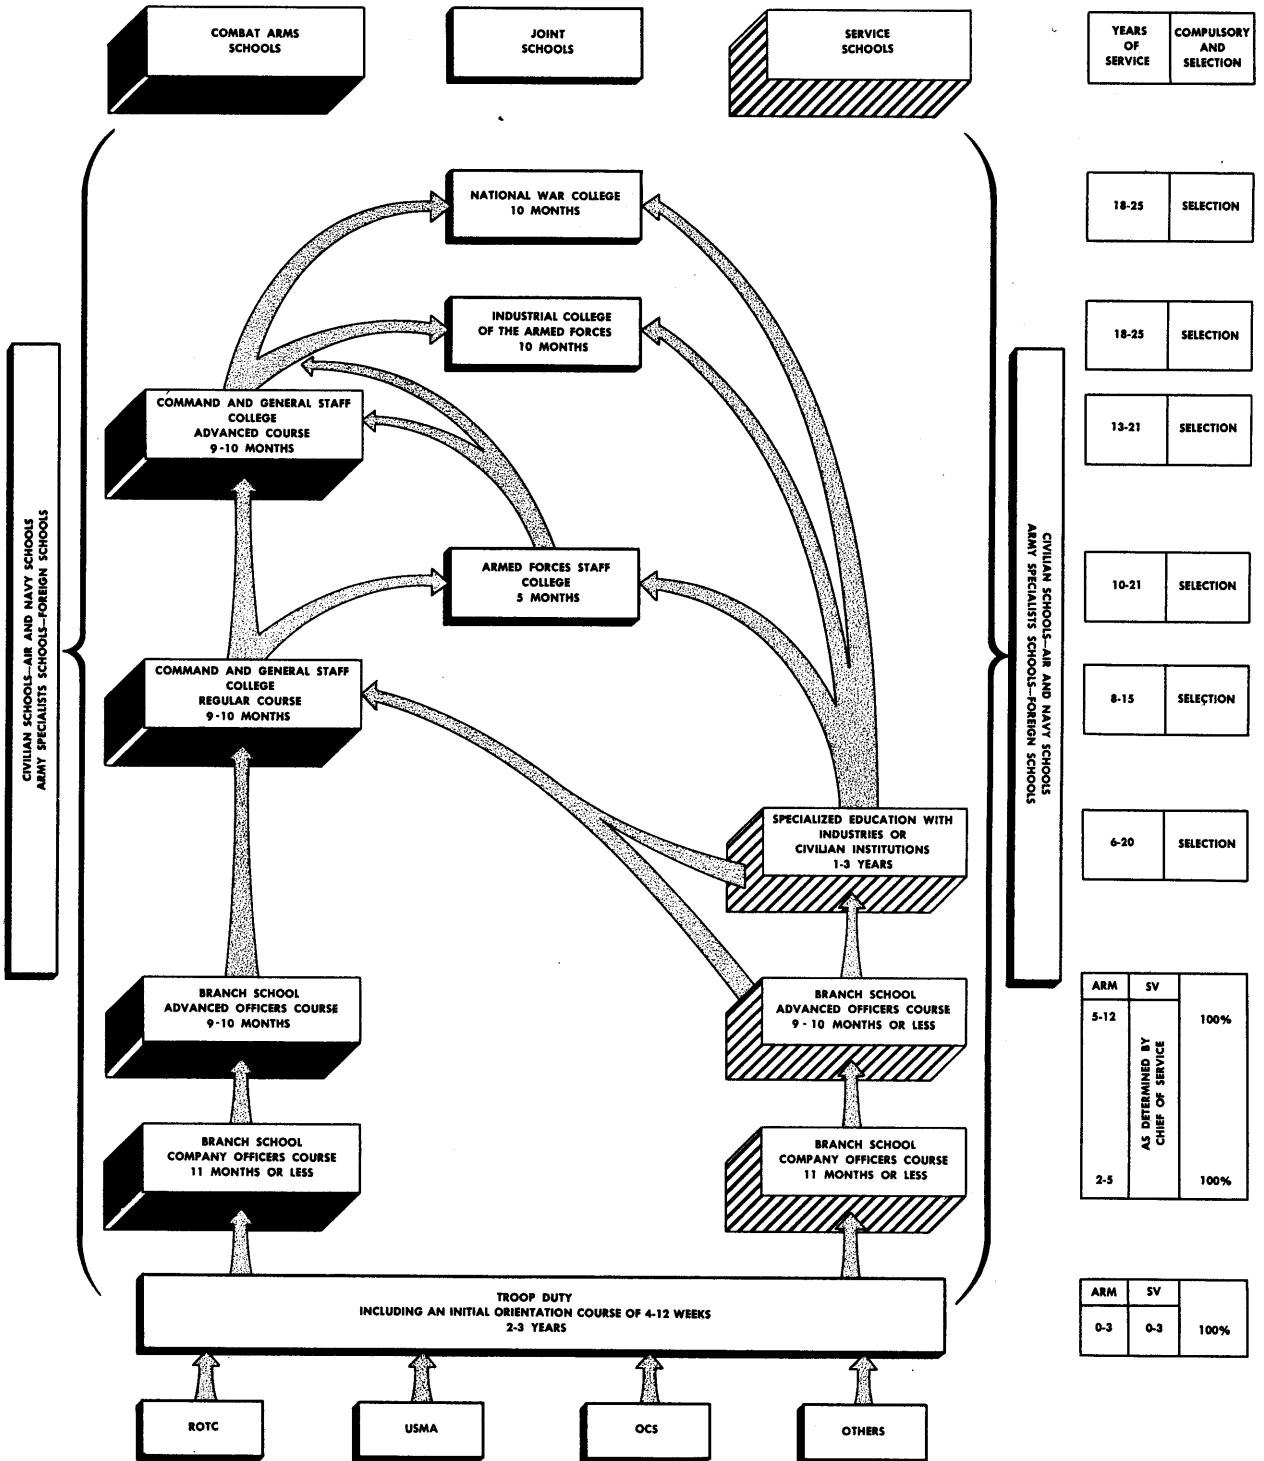 COMBAT ARMS
SCHOOLS
JOINT
SCHOOLS
SERVICE
SCHOOLS
YEARS
OF
SERVICE
COMPULSORY
AND
SELECTION
NATIONAL WAR COLLEGE
10 MONTHS
18-25
SELECTION
INDUSTRIAL COLLEGE
OF THE ARMED FORCES
10 MONTHS
18-25
SELECTION
COMMAND AND GENERAL STAFF
COLLEGE
ADVANCED COURSE
9-10 MONTHS
13-21
SELECTION
CIVILIAN SCHOOLS—AIR AND NAVY SCHOOLS
ARMY SPECIALISTS SCHOOLS—FOREIGN SCHOOLS
CIVILIAN SCHOOLS—AIR AND NAVY SCHOOLS
ARMY SPECIALISTS SCHOOLS—FOREIGN SCHOOLS
ARMED FORCES STAFF
COLLEGE
5 MONTHS
10-21
SELECTION
COMMAND AND GENERAL STAFF
COLLEGE
REGULAR COURSE
9-10 MONTHS
8-15
SELECTION
SPECIALIZED EDUCATION WITH
INDUSTRIES OR
CIVILIAN INSTITUTIONS
1-3 YEARS
6-20
SELECTION
BRANCH SCHOOL
ADVANCED OFFICERS COURSE
9-10 MONTHS
BRANCH SCHOOL
ADVANCED OFFICERS COURSE
9 - 10 MONTHS OR LESS
ARM
SV
5-12
100%
AS DETERMINED BY
CHIEF OF SERVICE
BRANCH SCHOOL
COMPANY OFFICERS COURSE
11 MONTHS OR LESS
BRANCH SCHOOL
COMPANY OFFICERS COURSE
11 MONTHS OR LESS
2-5
100%
TROOP DUTY
INCLUDING AN INITIAL ORIENTATION COURSE OF 4-12 WEEKS
2-3 YEARS
ARM
SV
0-3
0-3
100%
ROTC
USMA
OCS
OTHERS